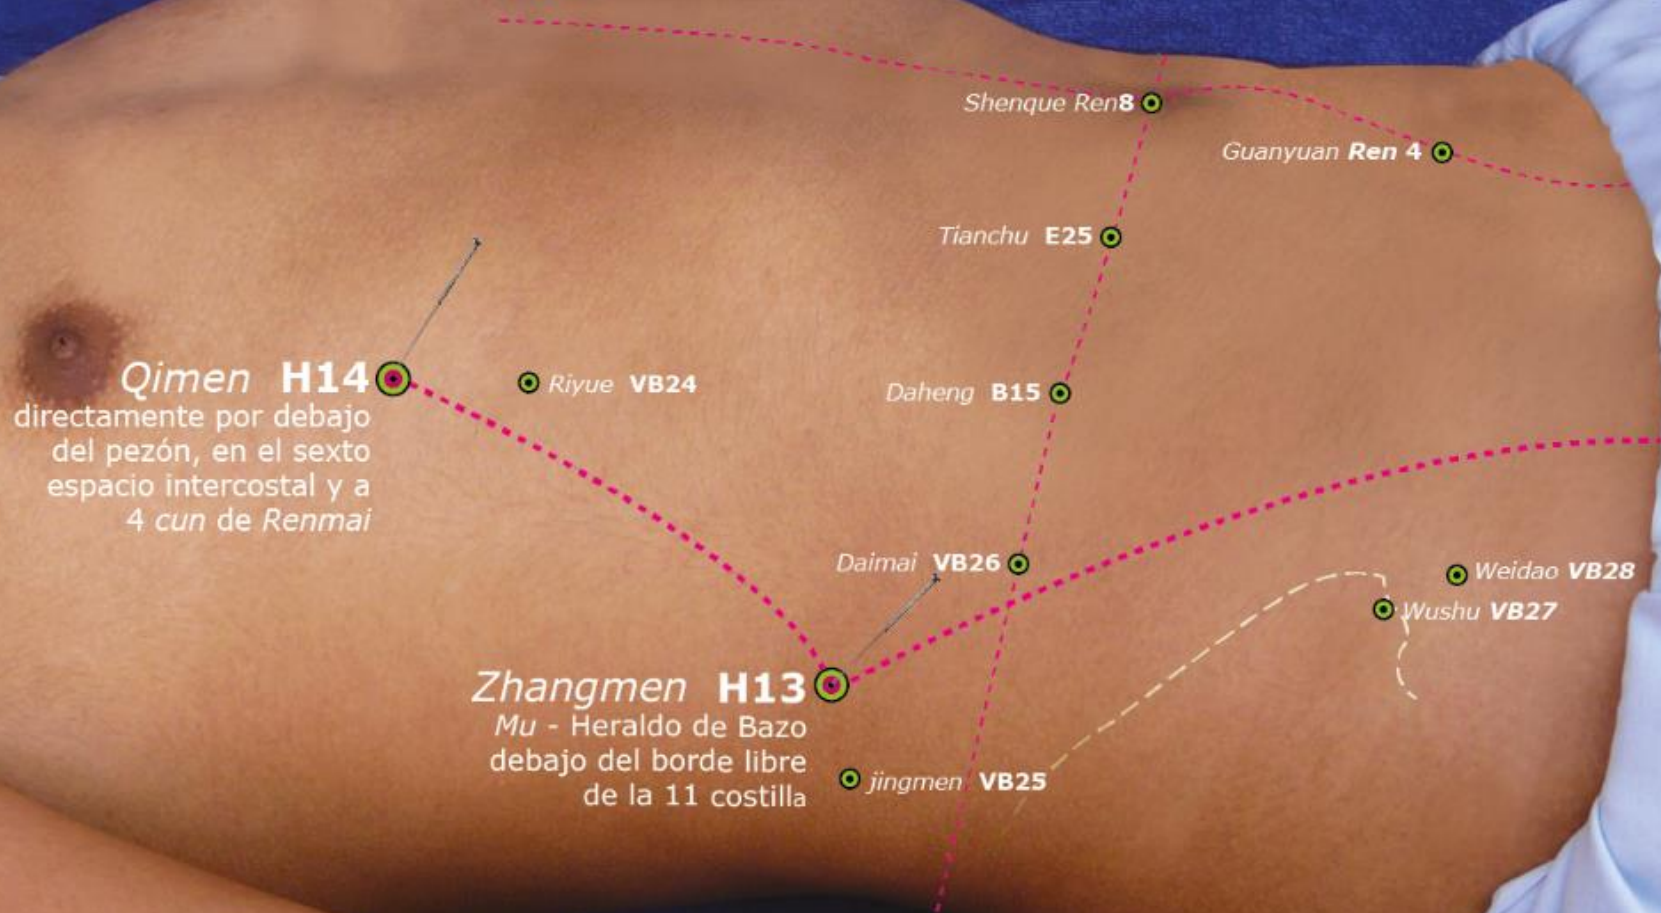 Shenque Ren8
Guanyuan Ren 4
Tianchu E25
Qimen H14
directamente por debajo
del pezón, en el sexto
espacio intercostal y a
4 cun de Renmai
Riyue VB24
Daheng B15
Daimai VB26
Weidao VB28
Wushu VB27
Zhangmen H13
Mu - Heraldo de Bazo
debajo del borde libre
de la 11 costilla
jingmen VB25